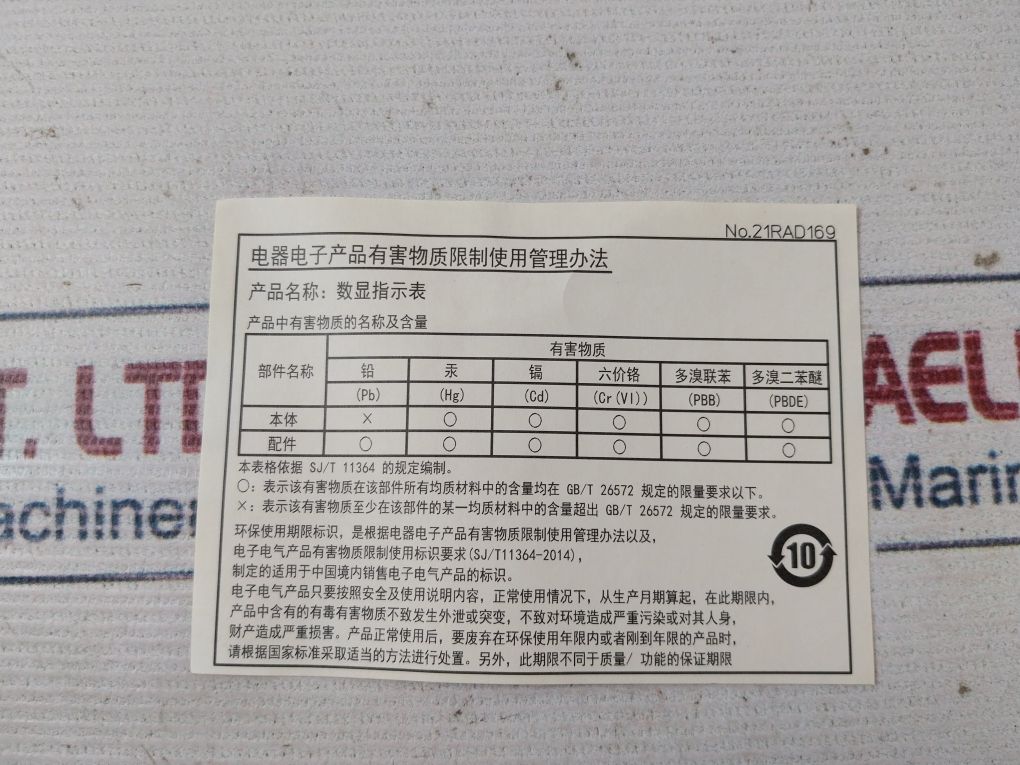 No.21RAD169
电器电子产品有害物质限制使用管理办法
产品名称：数显指示表
产品中有害物质的名称及含量
部件名称 有害物质
铅 汞 镉 六价铬 多溴联苯 多溴二苯醚
(Pb) (Hg) (Cd) (Cr(VI)) (PBB) (PBDE)
本体 × ○ ○ ○ ○ ○
配件 ○ ○ ○ ○ ○ ○
本表格依据 SJ/T 11364 的规定编制。
○：表示该有害物质在该部件所有均质材料中的含量均在 GB/T 26572 规定的限量要求以下。
×：表示该有害物质至少在该部件的某一均质材料中的含量超出 GB/T 26572 规定的限量要求。
环保使用期限标识，是根据电器电子产品有害物质限制使用管理办法以及，
电子电气产品有害物质限制使用标识要求(SJ/T11364-2014)，
制定的适用于中国境内销售电子电气产品的标识。
电子电气产品只要按照安全及使用说明内容，正常使用情况下，从生产月期算起，在此期限内，
产品中含有的有毒有害物质不致发生外泄或突变，不致对环境造成严重污染或对其人身，
财产造成严重损害。产品正常使用后，要废弃在环保使用年限内或者刚到年限的产品时，
请根据国家标准采取适当的方法进行处置。另外，此期限不同于质量/ 功能的保证期限
10
T. LTD
achiner
AEL
Marin